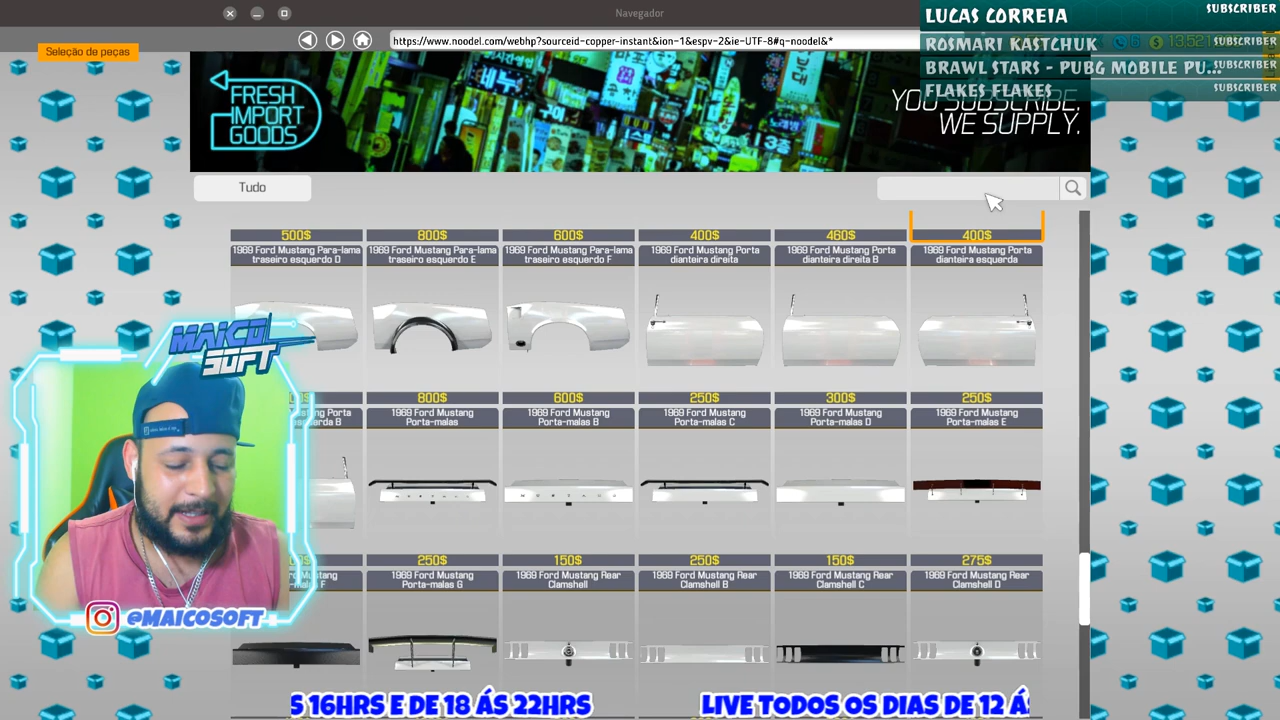 Navegador
SUBSCRIBER
LUCAS CORREIA
ROSMARI KASTCHUK
SUBSCRIBER
BRAWL STARS - PUBG MOBILE PU...
SUBSCRIBER
FLAKES FLAKES
SUBSCRIBER
Seleção de peças
https://www.noodel.com/webhp?sourceid-copper-instant&ion-1&espv-2&ie-UTF-8#q-noodel&*
FRESH
IMPORT
GOODS
YOU SUBSCRIBE,
WE SUPPLY.
Tudo
500$
800$
600$
400$
460$
400$
1969 Ford Mustang Para-lama
traseiro esquerdo D
1969 Ford Mustang Para-lama
traseiro esquerdo E
1969 Ford Mustang Para-lama
traseiro esquerdo F
1969 Ford Mustang Porta
dianteira direita
1969 Ford Mustang Porta
dianteira direita B
1969 Ford Mustang Porta
dianteira esquerda
800$
600$
250$
300$
250$
Porta
B
1969 Ford Mustang
Porta-malas
1969 Ford Mustang
Porta-malas B
1969 Ford Mustang
Porta-malas C
1969 Ford Mustang
Porta-malas D
1969 Ford Mustang
Porta-malas E
250$
150$
250$
150$
275$
F
1969 Ford Mustang
Porta-malas G
1969 Ford Mustang Rear
Clamshell
1969 Ford Mustang Rear
Clamshell B
1969 Ford Mustang Rear
Clamshell C
1969 Ford Mustang Rear
Clamshell D
MAICO
SOFT
@MAICOSOFT
S 16HRS E DE 18 ÁS 22HRS
LIVE TODOS OS DIAS DE 12 Á